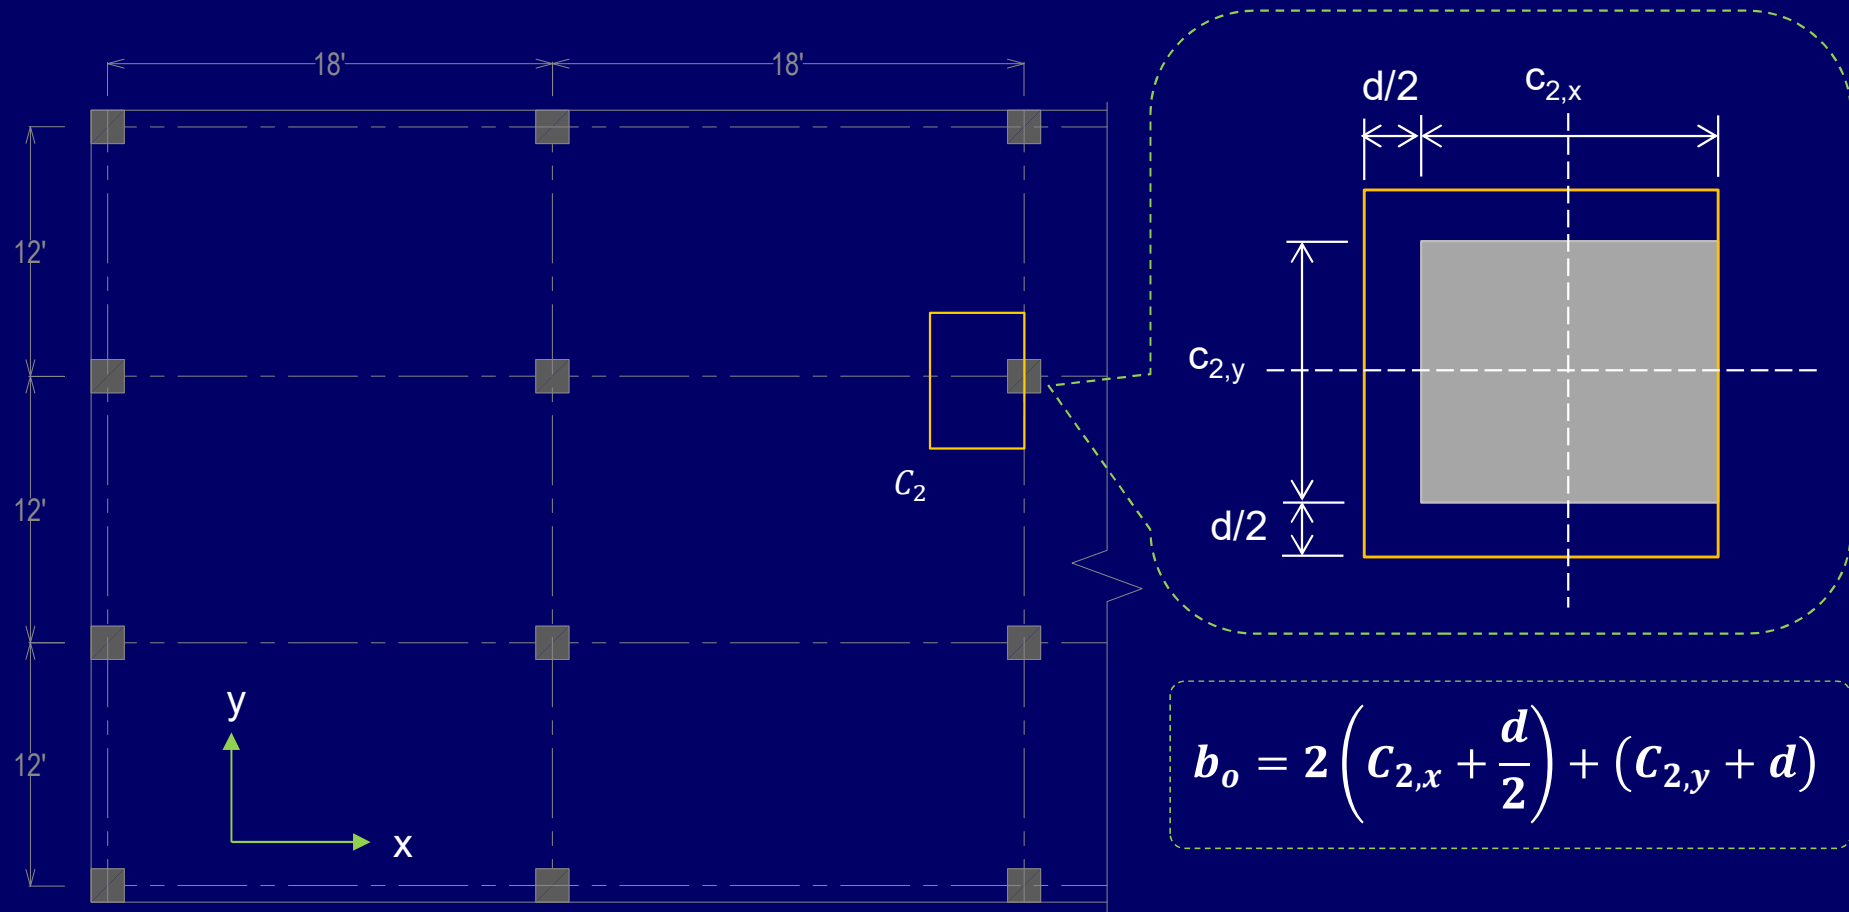 18'
18'
12'
12'
12'
C₂
y
x
d/2
c₂,ₓ
c₂,y
d/2
bₒ = 2(C₂,ₓ + d/2) + (C₂,y + d)